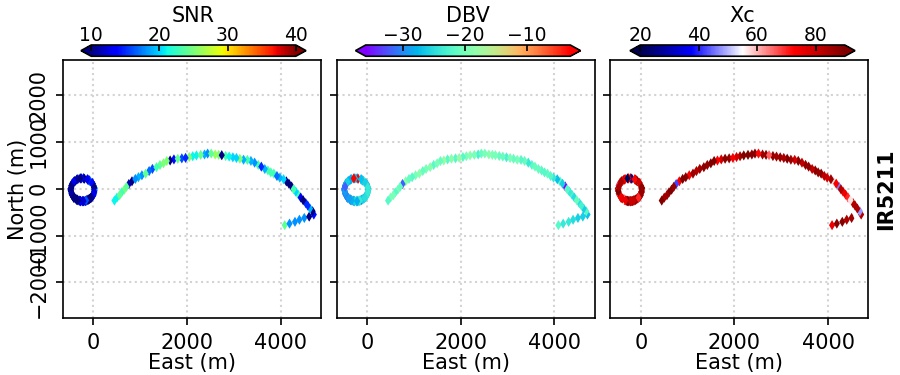 SNR DBV Xc
10 20 30 40 −30 −20 −10 20 40 60 80
2000
1000
0
−1000
−2000
North (m)
0 2000 4000 0 2000 4000 0 2000 4000
East (m) East (m) East (m)
IR5211